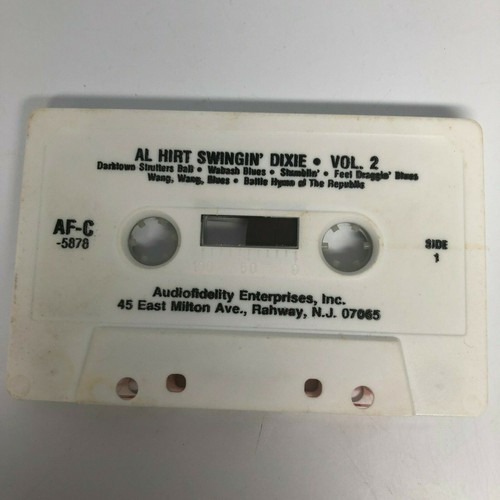 AL HIRT SWINGIN' DIXIE • VOL. 2
Darktown Strutters Ball • Wabash Blues • Stumblin' • Feet Draggin' Blues
Wang, Wang, Blues • Battle Hymn of The Republic
AF-C
-5878
SIDE
1
Audiofidelity Enterprises, Inc.
45 East Milton Ave., Rahway, N.J. 07065